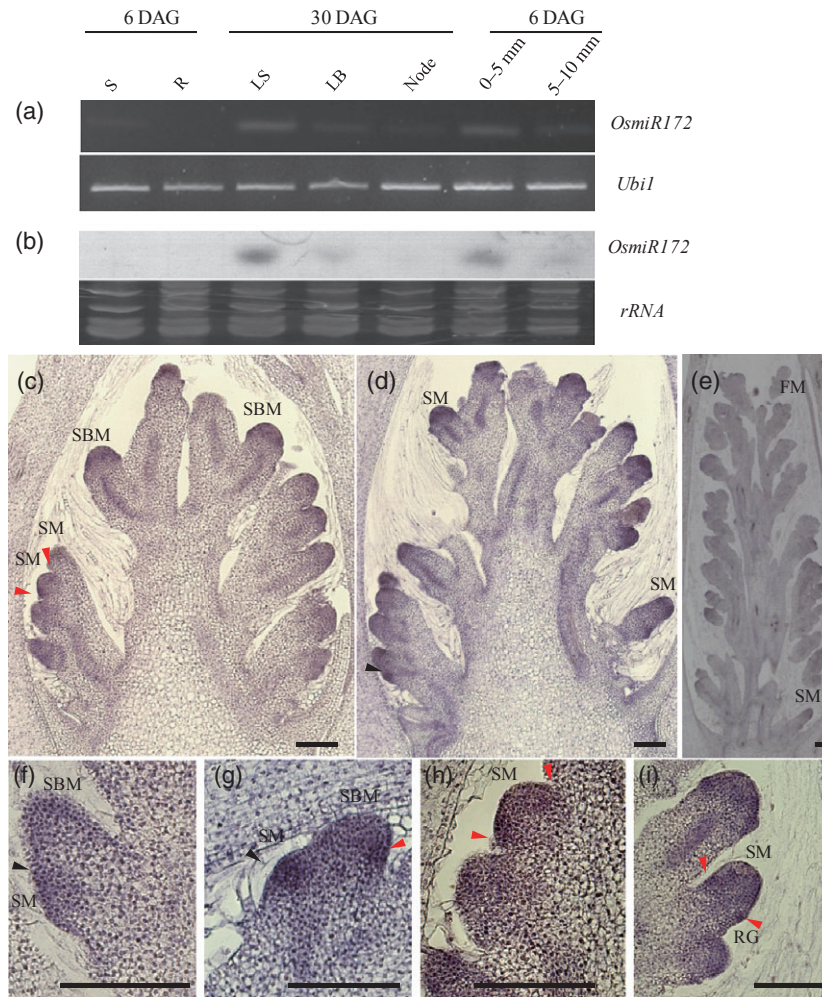 6 DAG 30 DAG 6 DAG
S R LS LB Node 0–5 mm 5–10 mm
(a) OsmiR172
Ubi1
(b) OsmiR172
rRNA
(c) SBM SBM
SM
SM
(d) SM
SM
(e) FM
SM
(f) SBM
SM
(g) SBM
SM
(h) SM
(i) SM
RG